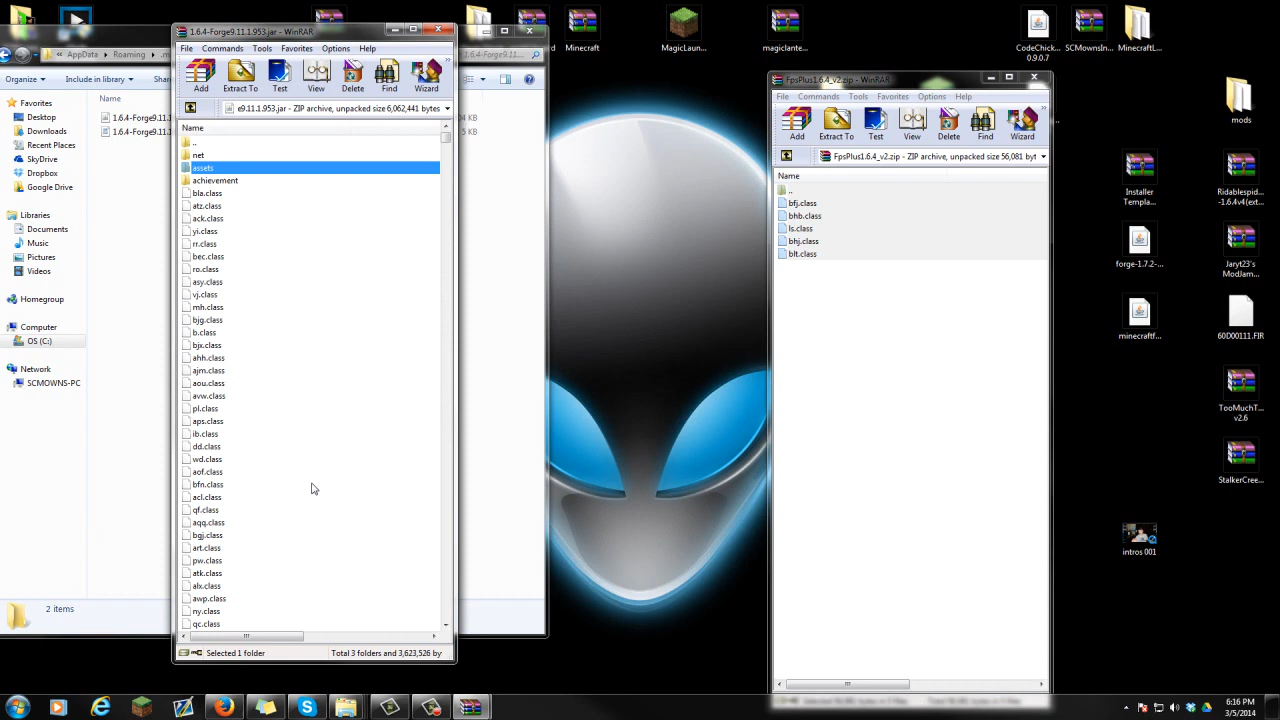 1.6.4-Forge9.11.1.953.jar - WinRAR
File Commands Tools Favorites Options Help
Add Extract To Test View Delete Find Wizard
e9.11.1.953.jar - ZIP archive, unpacked size 6,062,441 bytes
Name
..
net
assets
achievement
bla.class
atz.class
ack.class
yi.class
rr.class
bec.class
ro.class
asy.class
vj.class
mh.class
bjg.class
b.class
bjx.class
ahh.class
ajm.class
aou.class
avw.class
pl.class
aps.class
ib.class
dd.class
wd.class
aof.class
bfn.class
acl.class
qf.class
aqq.class
bgj.class
art.class
pw.class
atk.class
alx.class
awp.class
ny.class
qc.class
Selected 1 folder
Total 3 folders and 3,623,526 by
AppData Roaming
Organize Include in library
Favorites
Desktop
Downloads
Recent Places
SkyDrive
Dropbox
Google Drive
Libraries
Documents
Music
Pictures
Videos
Homegroup
Computer
OS (C:)
Network
SCMOWNS-PC
Name
1.6.4-Forge9.11.
1.6.4-Forge9.11.
2 items
FpsPlus1.6.4_v2.zip - WinRAR
File Commands Tools Favorites Options Help
Add Extract To Test View Delete Find Wizard
FpsPlus1.6.4_v2.zip - ZIP archive, unpacked size 56,081 byt
Name
..
bfj.class
bhb.class
ls.class
bhj.class
blt.class
Minecraft
MagicLaun...
magiclante...
CodeChick...
0.9.0.7
SCMownsIn...
MinecraftL...
mods
Installer
Templa...
Ridablespid...
-1.6.4v4(ext...
forge-1.7.2-...
Jaryt23's
ModJam...
minecraftf...
60D00111.FIR
TooMuchT...
v2.6
StalkerCree...
intros 001
6:16 PM
3/5/2014